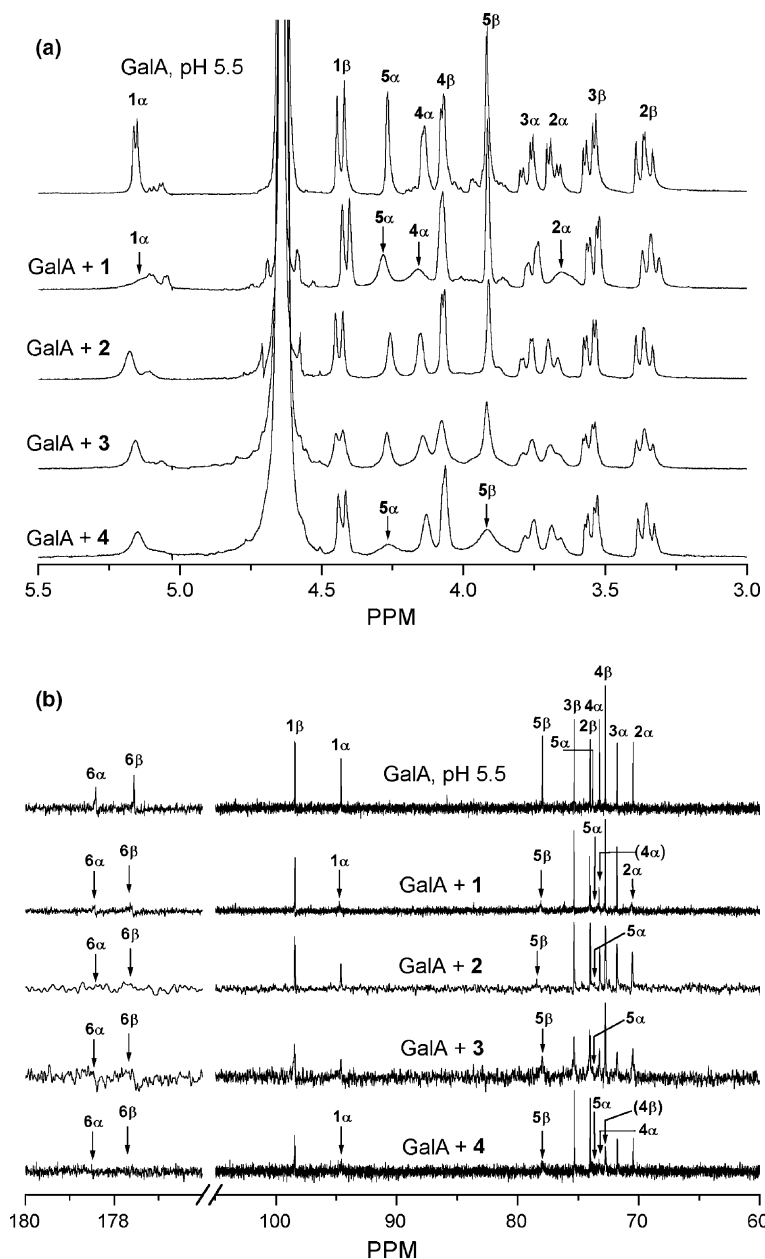 (a)
GalA, pH 5.5
1α
1β
5α
4α
4β
5β
3α
2α
3β
2β
GalA + 1
1α
5α
4α
2α
GalA + 2
GalA + 3
GalA + 4
5α
5β
5.5 5.0 4.5 4.0 3.5 3.0
PPM
(b)
6α
6β
1β
1α
GalA, pH 5.5
5β
5α
3β
2β
4α
4β
3α
2α
6α
6β
1α
GalA + 1
5β
5α
(4α)
2α
6α
6β
GalA + 2
5β
5α
6α
6β
GalA + 3
5β
5α
6α
6β
1α
GalA + 4
5β
5α
(4β)
4α
180 178 100 90 80 70 60
PPM